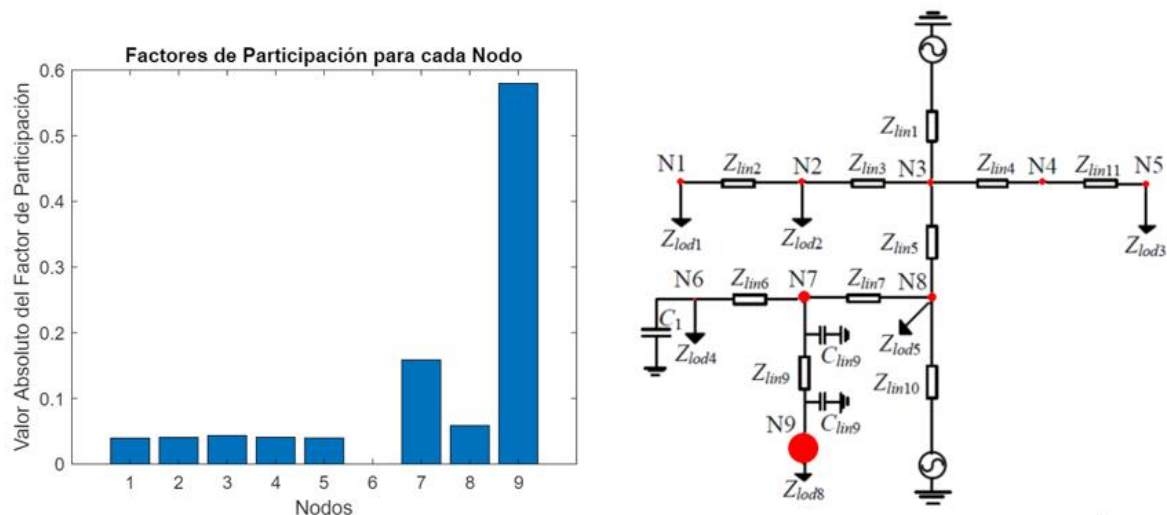 Factores de Participación para cada Nodo
Valor Absoluto del Factor de Participación
0.6
0.5
0.4
0.3
0.2
0.1
0
1 2 3 4 5 6 7 8 9
Nodos
Zlin1
N1 Zlin2 N2 Zlin3 N3 Zlin4 N4 Zlin11 N5
Zlod1 Zlod2 Zlin5 Zlod3
N6 Zlin6 N7 Zlin7 N8
C1 Zlod4 Clin9 Zlod5
Zlin9 Zlin10
N9 Clin9
Zlod8